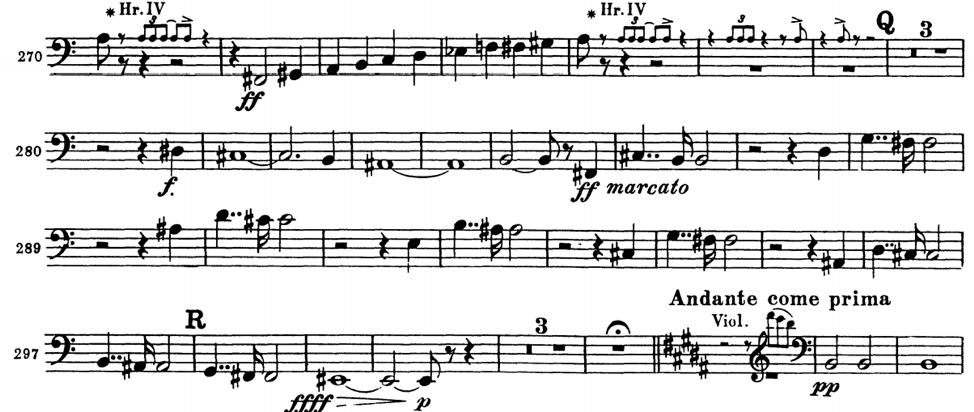 * Hr. IV * Hr. IV Q
3 3 3 3
270
ff
280
f. ff marcato
289
Andante come prima
R 3 Viol.
297
ffff p pp